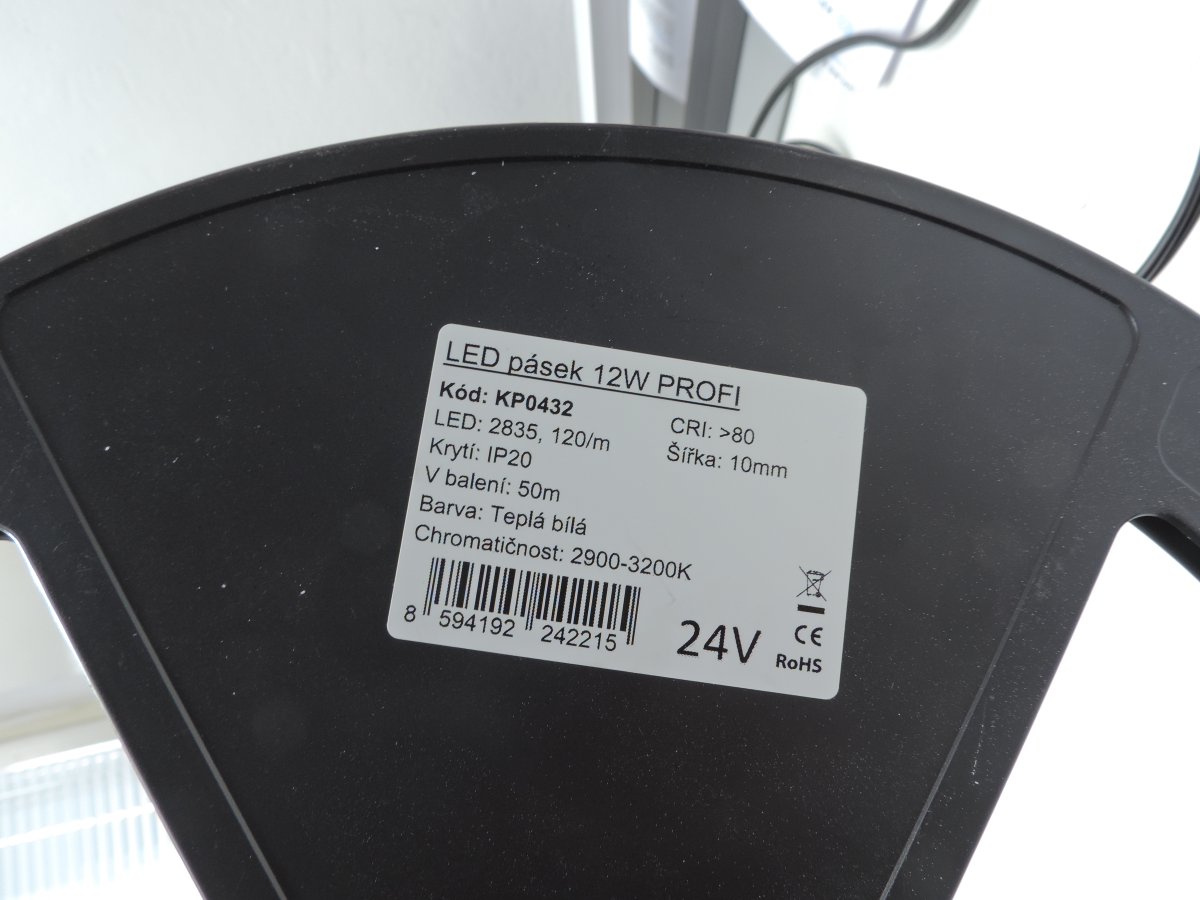 LED pásek 12W PROFI
Kód: KP0432
LED: 2835, 120/m
CRI: >80
Krytí: IP20
Šířka: 10mm
V balení: 50m
Barva: Teplá bílá
Chromatičnost: 2900-3200K
8 594192 242215
24V
CE
RoHS